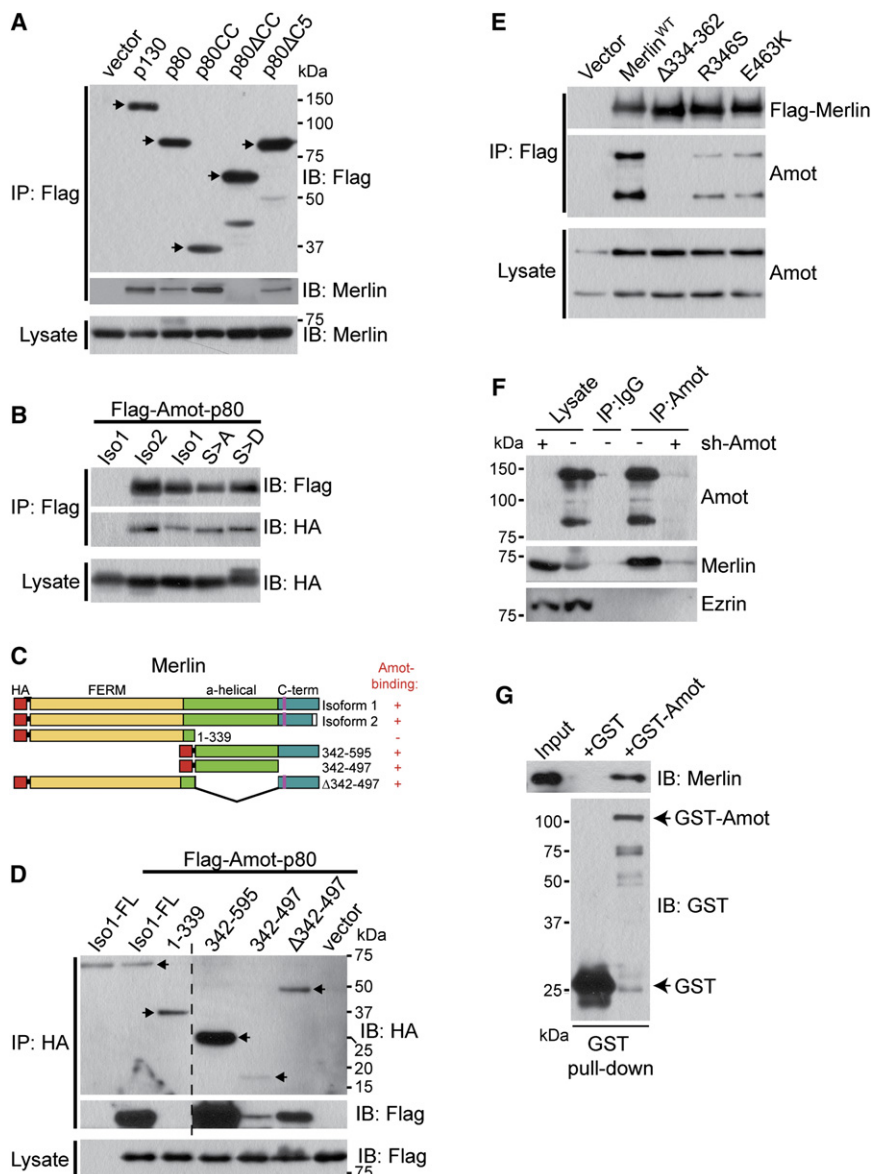 A
vector
p130
p80
p80CC
p80ΔCC
p80ΔC5
kDa
150
100
75
50
37
IP: Flag
IB: Flag
IB: Merlin
75
Lysate
IB: Merlin
B
Flag-Amot-p80
Iso1
Iso2
Iso1
S>A
S>D
IP: Flag
IB: Flag
IB: HA
Lysate
IB: HA
C
Merlin
Amot-binding:
HA
FERM
a-helical
C-term
Isoform 1 +
Isoform 2 +
1-339 -
342-595 +
342-497 +
Δ342-497 +
D
Flag-Amot-p80
Iso1-FL
Iso1-FL
1-339
342-595
342-497
Δ342-497
vector
kDa
75
50
37
25
20
15
IP: HA
IB: HA
IB: Flag
Lysate
IB: Flag
75
E
Vector
Merlin^WT
Δ334-362
R346S
E463K
IP: Flag
Flag-Merlin
Amot
Lysate
Amot
F
Lysate
IP:IgG
IP:Amot
kDa
+ - - - + sh-Amot
150
100
75
Amot
75
Merlin
75
Ezrin
G
Input
+GST
+GST-Amot
IB: Merlin
100
75
50
37
25
kDa
GST-Amot
IB: GST
GST
GST
pull-down